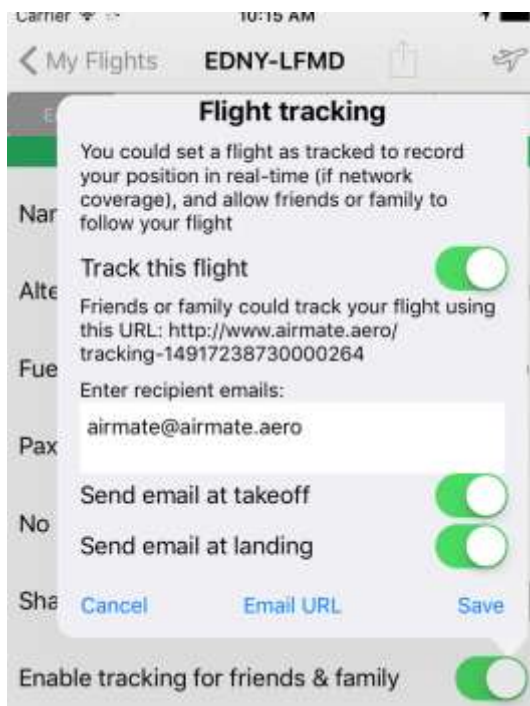 Carrier
10:15 AM
My Flights
EDNY-LFMD
Flight tracking
You could set a flight as tracked to record
your position in real-time (if network
coverage), and allow friends or family to
follow your flight
Nar
Track this flight
Alte
Friends or family could track your flight using
this URL: http://www.airmate.aero/
tracking-14917238730000264
Fue
Enter recipient emails:
airmate@airmate.aero
Pax
Send email at takeoff
No
Send email at landing
Sha
Cancel
Email URL
Save
Enable tracking for friends & family